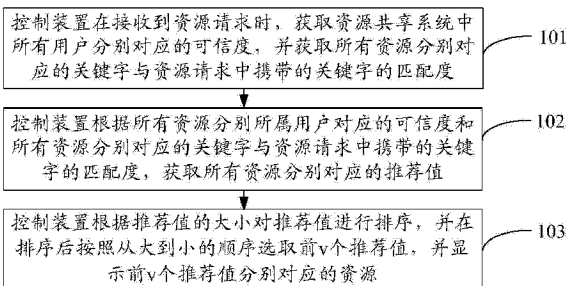 控制装置在接收到资源请求时，获取资源共享系统中
所有用户分别对应的可信度，并获取所有资源分别对
应的关键字与资源请求中携带的关键字的匹配度
101
控制装置根据所有资源分别所属用户对应的可信度和
所有资源分别对应的关键字与资源请求中携带的关键
字的匹配度，获取所有资源分别对应的推荐值
102
控制装置根据推荐值的大小对推荐值进行排序，并在
排序后按照从大到小的顺序选取前v个推荐值，并显
示前v个推荐值分别对应的资源
103